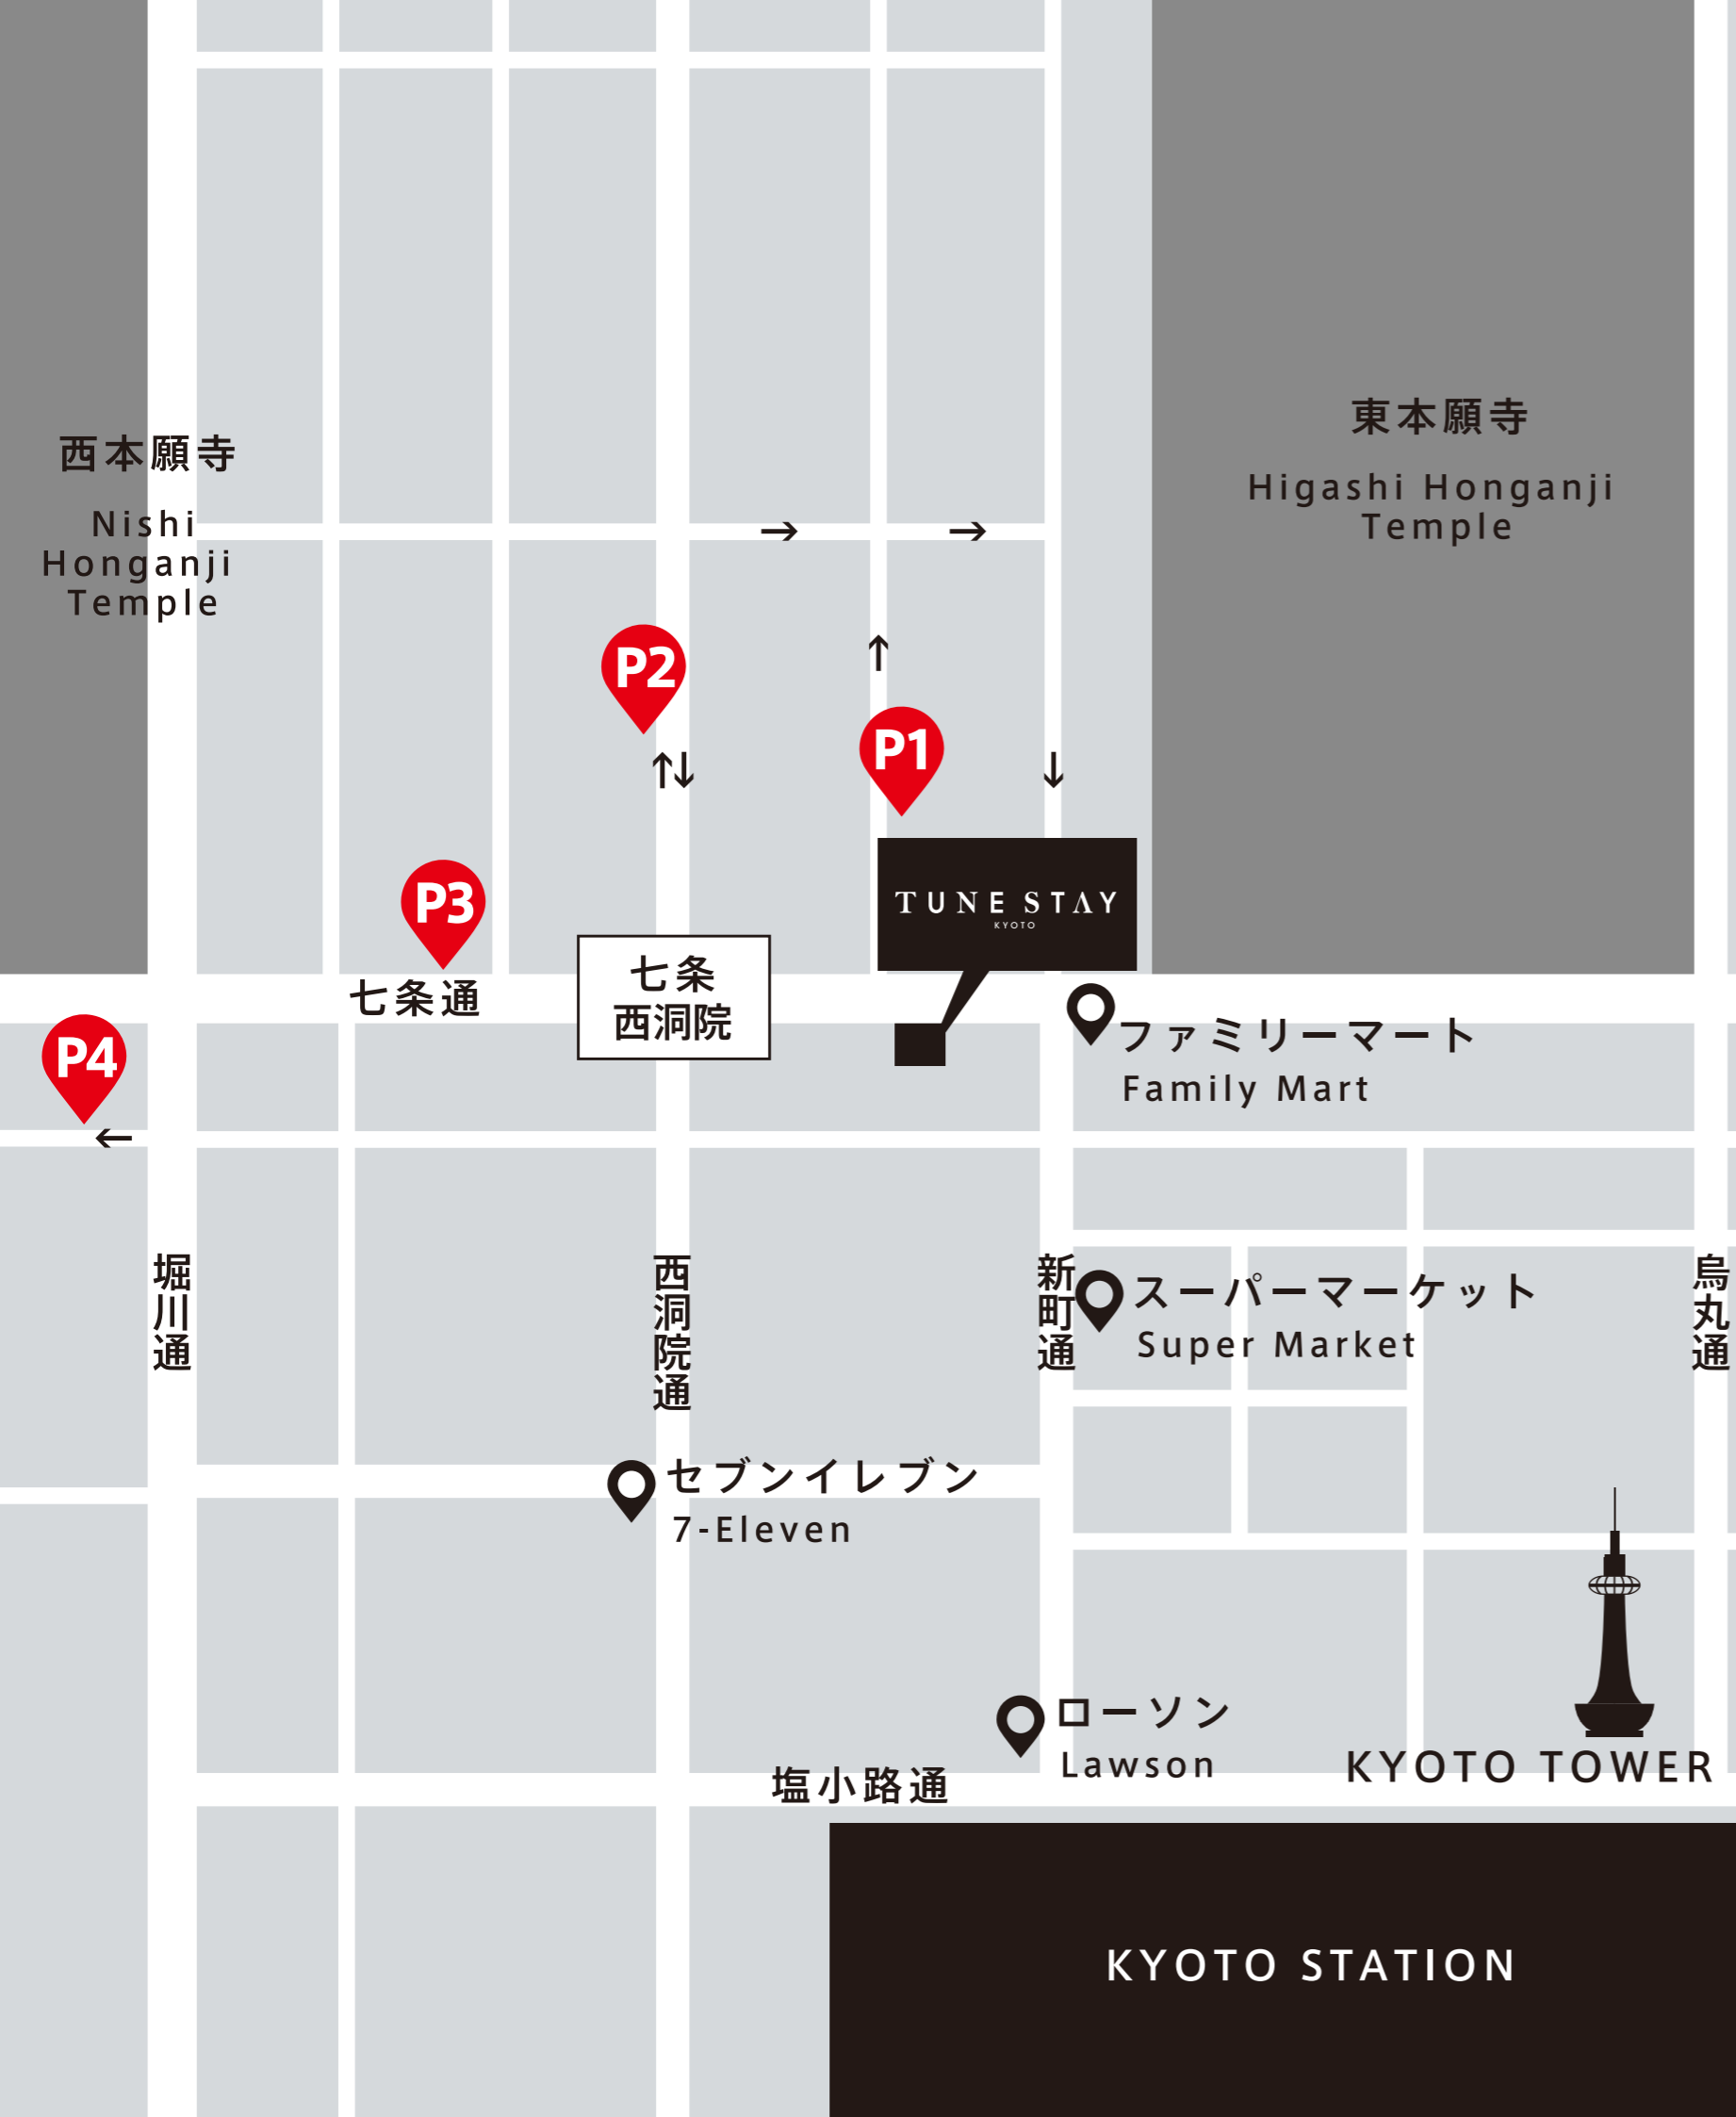 東本願寺
Higashi Honganji
Temple
西本願寺
Nishi
Honganji
Temple
P2
P1
P3
TUNE STAY
KYOTO
七条
西洞院
七条通
P4
ファミリーマート
Family Mart
堀川通
西洞院通
新町通
烏丸通
スーパーマーケット
Super Market
セブンイレブン
7-Eleven
ローソン
Lawson
KYOTO TOWER
塩小路通
KYOTO STATION